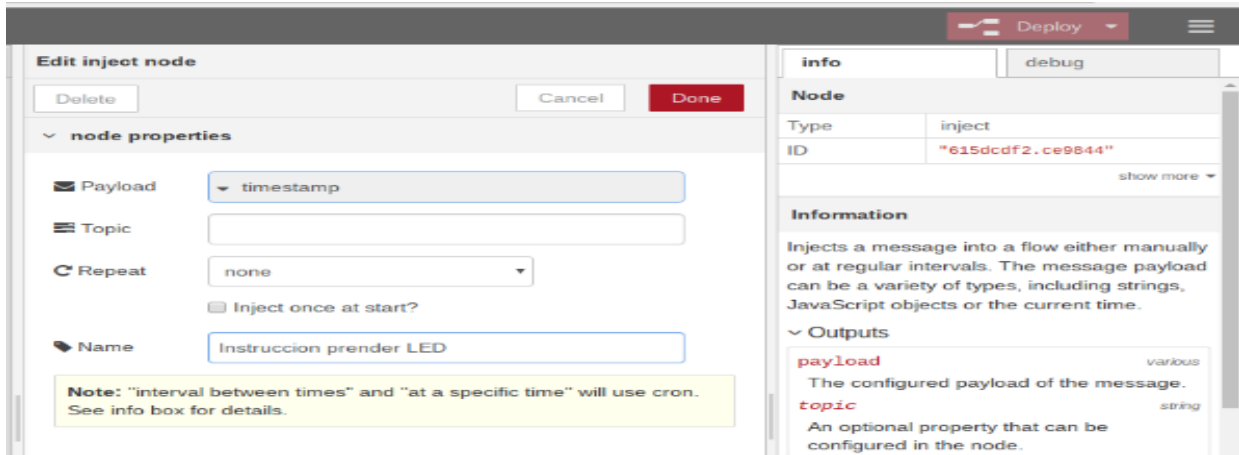 Deploy
Edit inject node
Delete
Cancel
Done
node properties
Payload
timestamp
Topic
Repeat
none
Inject once at start?
Name
Instruccion prender LED
Note: "interval between times" and "at a specific time" will use cron.
See info box for details.
info
debug
Node
Type
inject
ID
"615dcdf2.ce9844"
show more
Information
Injects a message into a flow either manually
or at regular intervals. The message payload
can be a variety of types, including strings,
JavaScript objects or the current time.
Outputs
payload
various
The configured payload of the message.
topic
string
An optional property that can be
configured in the node.